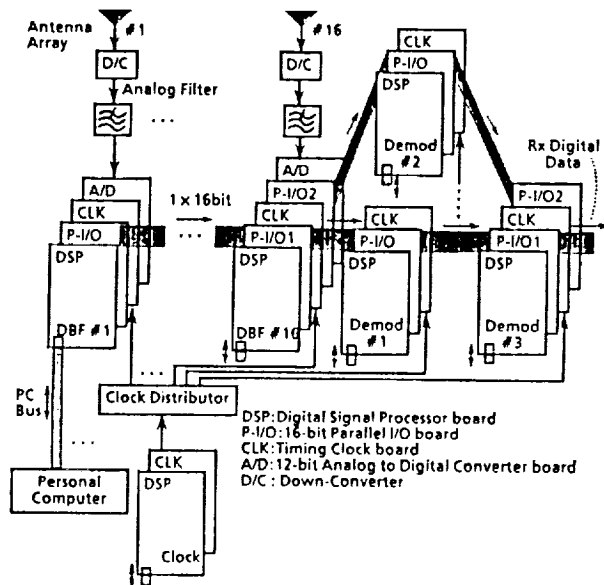 Antenna
Array
#1
#16
D/C
D/C
Analog Filter
...
CLK
P-I/O
DSP
Demod
#2
Rx Digital
Data
A/D
CLK
P-I/O
DSP
DBF #1
1 x 16bit
...
A/D
P-I/O2
CLK
P-I/O1
DSP
DBF #16
CLK
P-I/O
DSP
Demod
#1
P-I/O2
CLK
P-I/O1
DSP
Demod
#3
PC
Bus
...
...
Clock Distributor
Personal
Computer
CLK
DSP
Clock
DSP: Digital Signal Processor board
P-I/O: 16-bit Parallel I/O board
CLK: Timing Clock board
A/D: 12-bit Analog to Digital Converter board
D/C: Down-Converter